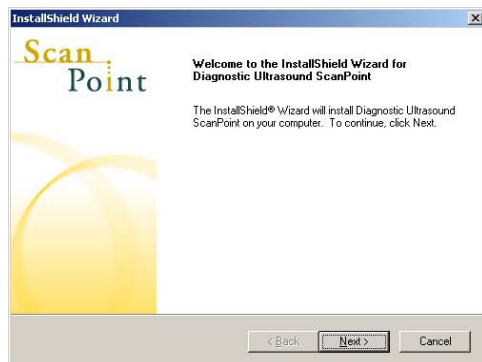 InstallShield Wizard
Scan
Point
Welcome to the InstallShield Wizard for
Diagnostic Ultrasound ScanPoint
The InstallShield® Wizard will install Diagnostic Ultrasound
ScanPoint on your computer. To continue, click Next.
< Back
Next >
Cancel